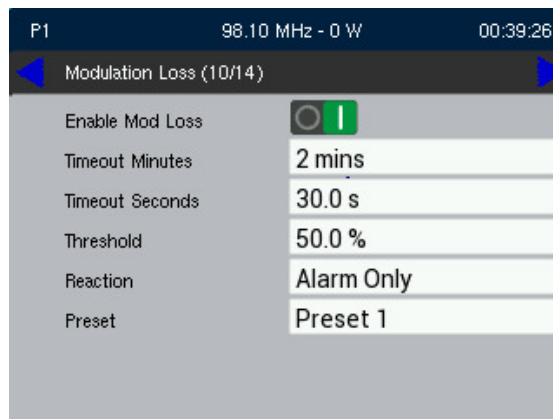 P1 98.10 MHz - 0 W 00:39:26
Modulation Loss (10/14)
Enable Mod Loss
Timeout Minutes 2 mins
Timeout Seconds 30.0 s
Threshold 50.0 %
Reaction Alarm Only
Preset Preset 1